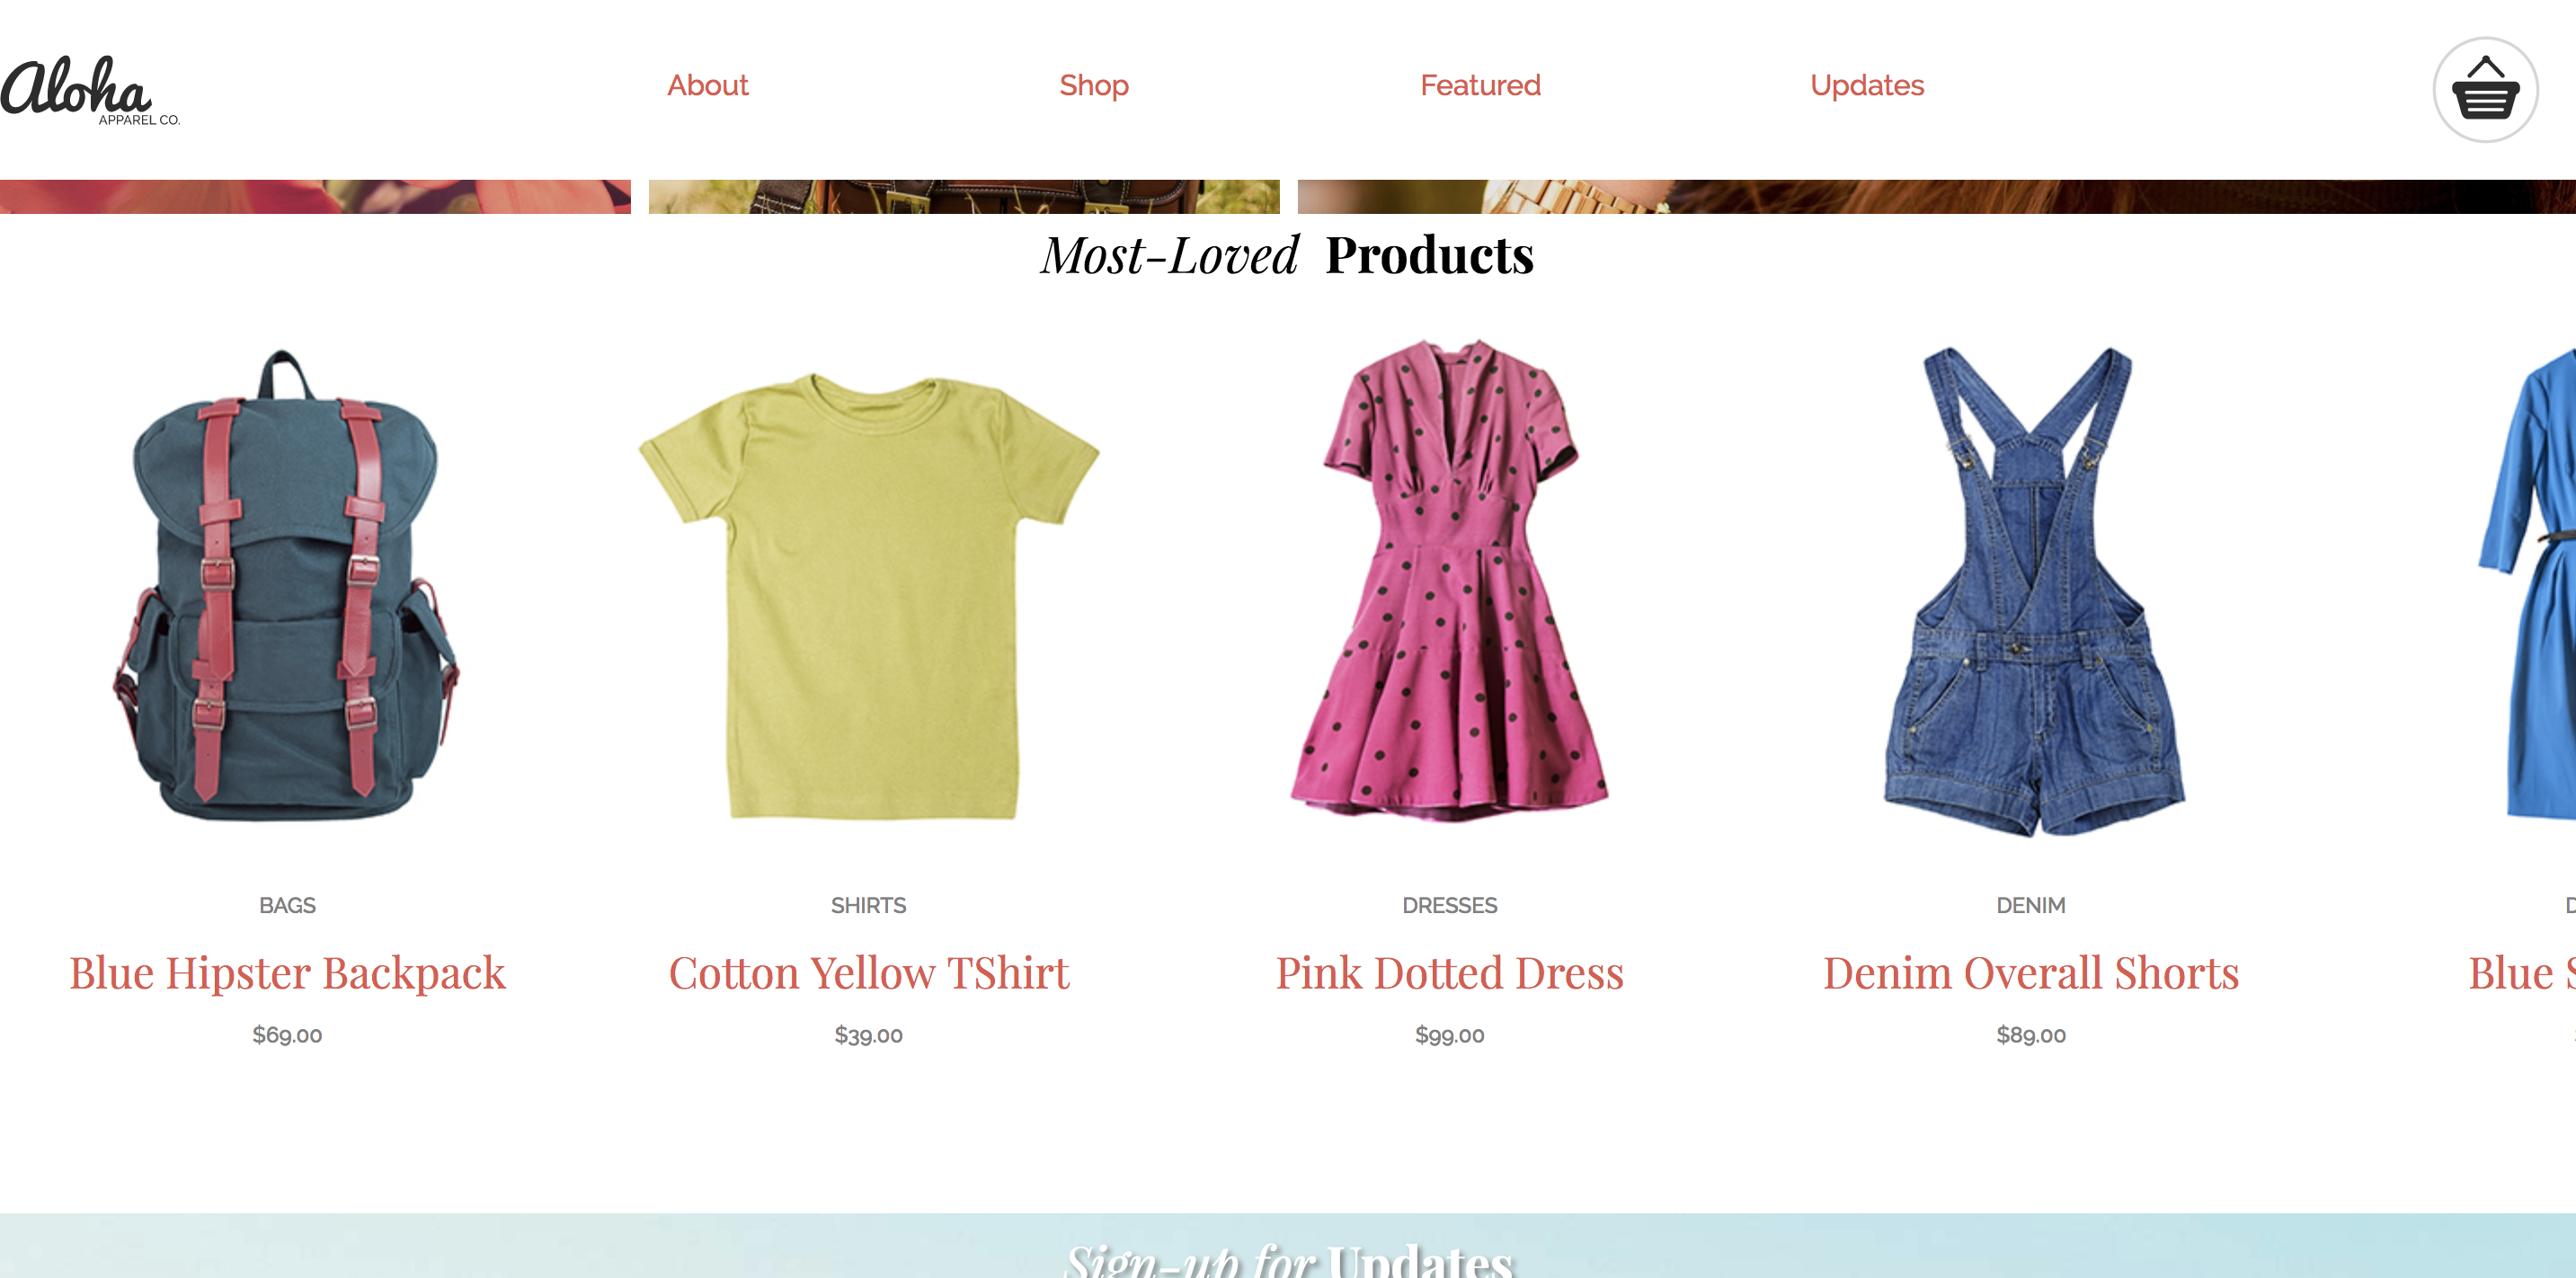 Aloha
APPAREL CO.
About Shop Featured Updates
Most-Loved Products
BAGS
Blue Hipster Backpack
$69.00
SHIRTS
Cotton Yellow TShirt
$39.00
DRESSES
Pink Dotted Dress
$99.00
DENIM
Denim Overall Shorts
$89.00
Blue
Sign-up for Updates